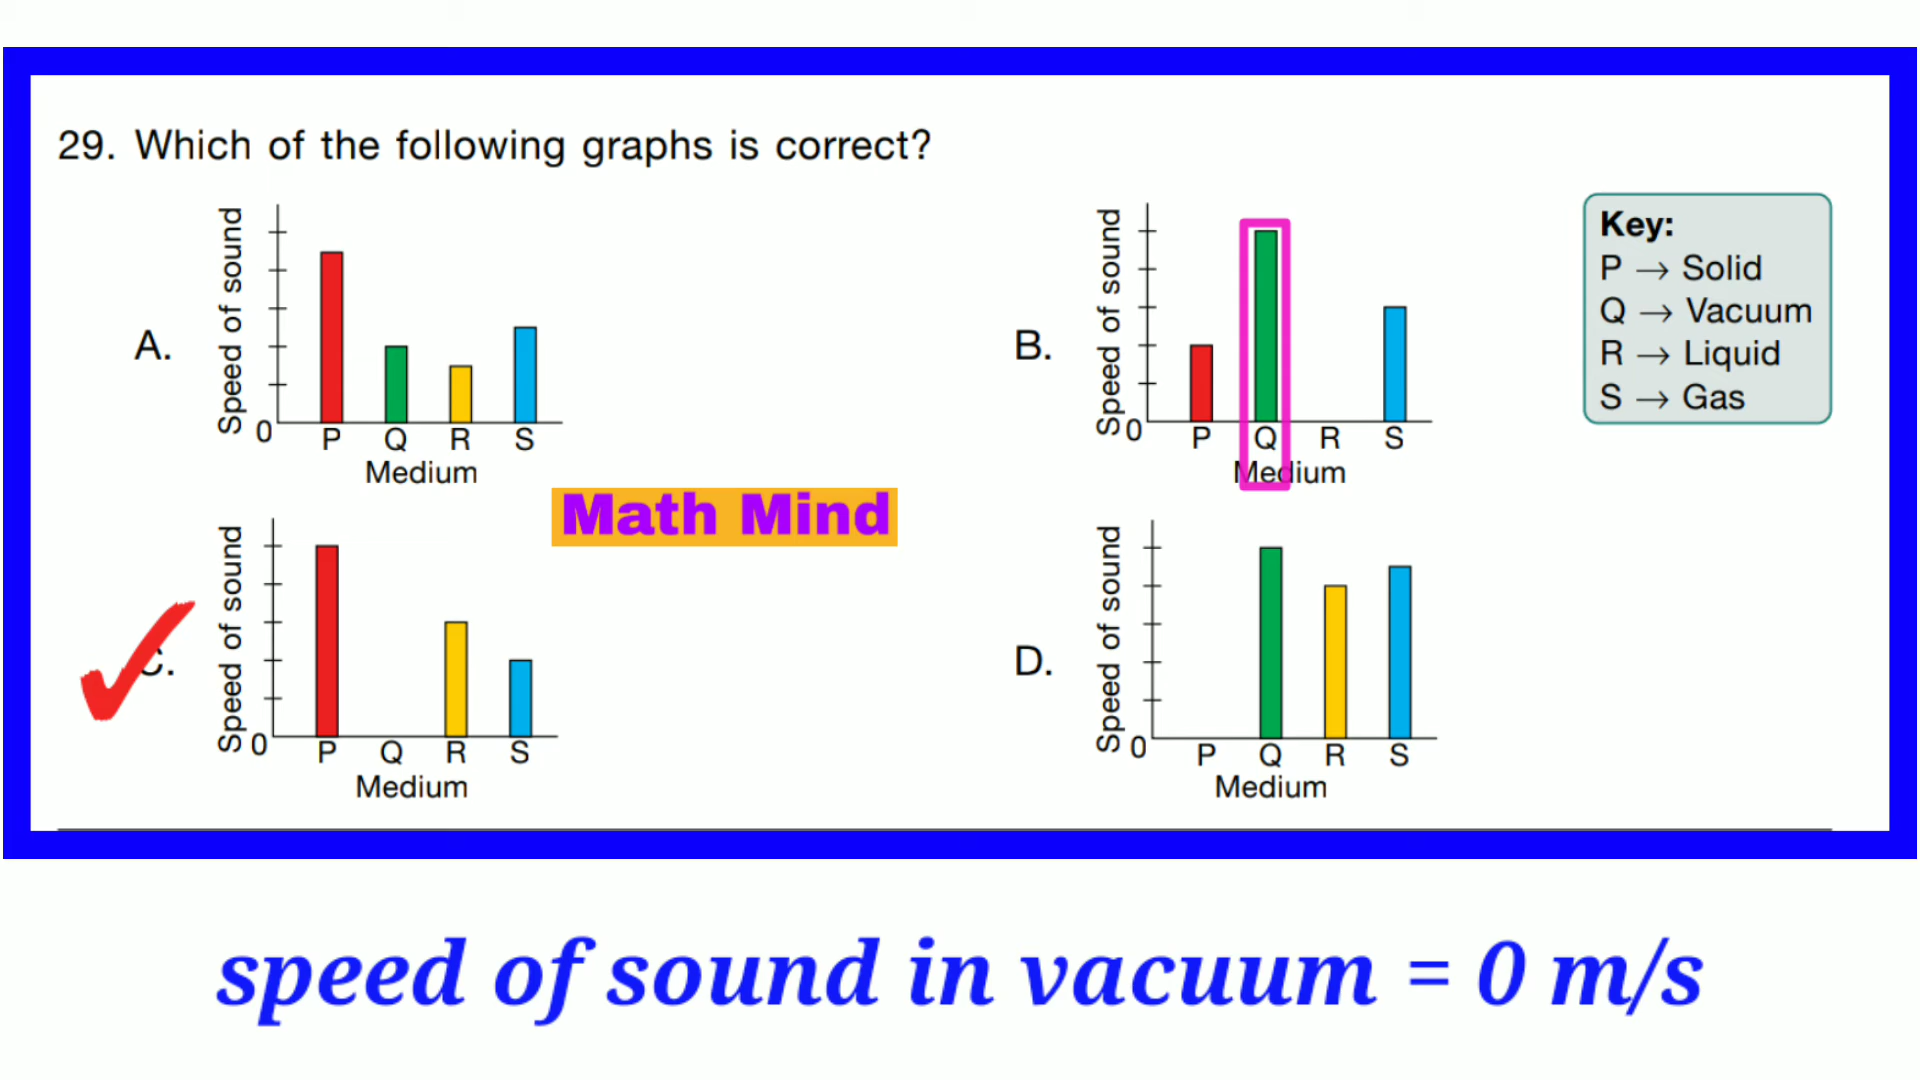 29. Which of the following graphs is correct?
A.
Speed of sound
0
P Q R S
Medium
B.
Speed of sound
0
P Q R S
Medium
Key:
P → Solid
Q → Vacuum
R → Liquid
S → Gas
Math Mind
C.
Speed of sound
0
P Q R S
Medium
D.
Speed of sound
0
P Q R S
Medium
speed of sound in vacuum = 0 m/s